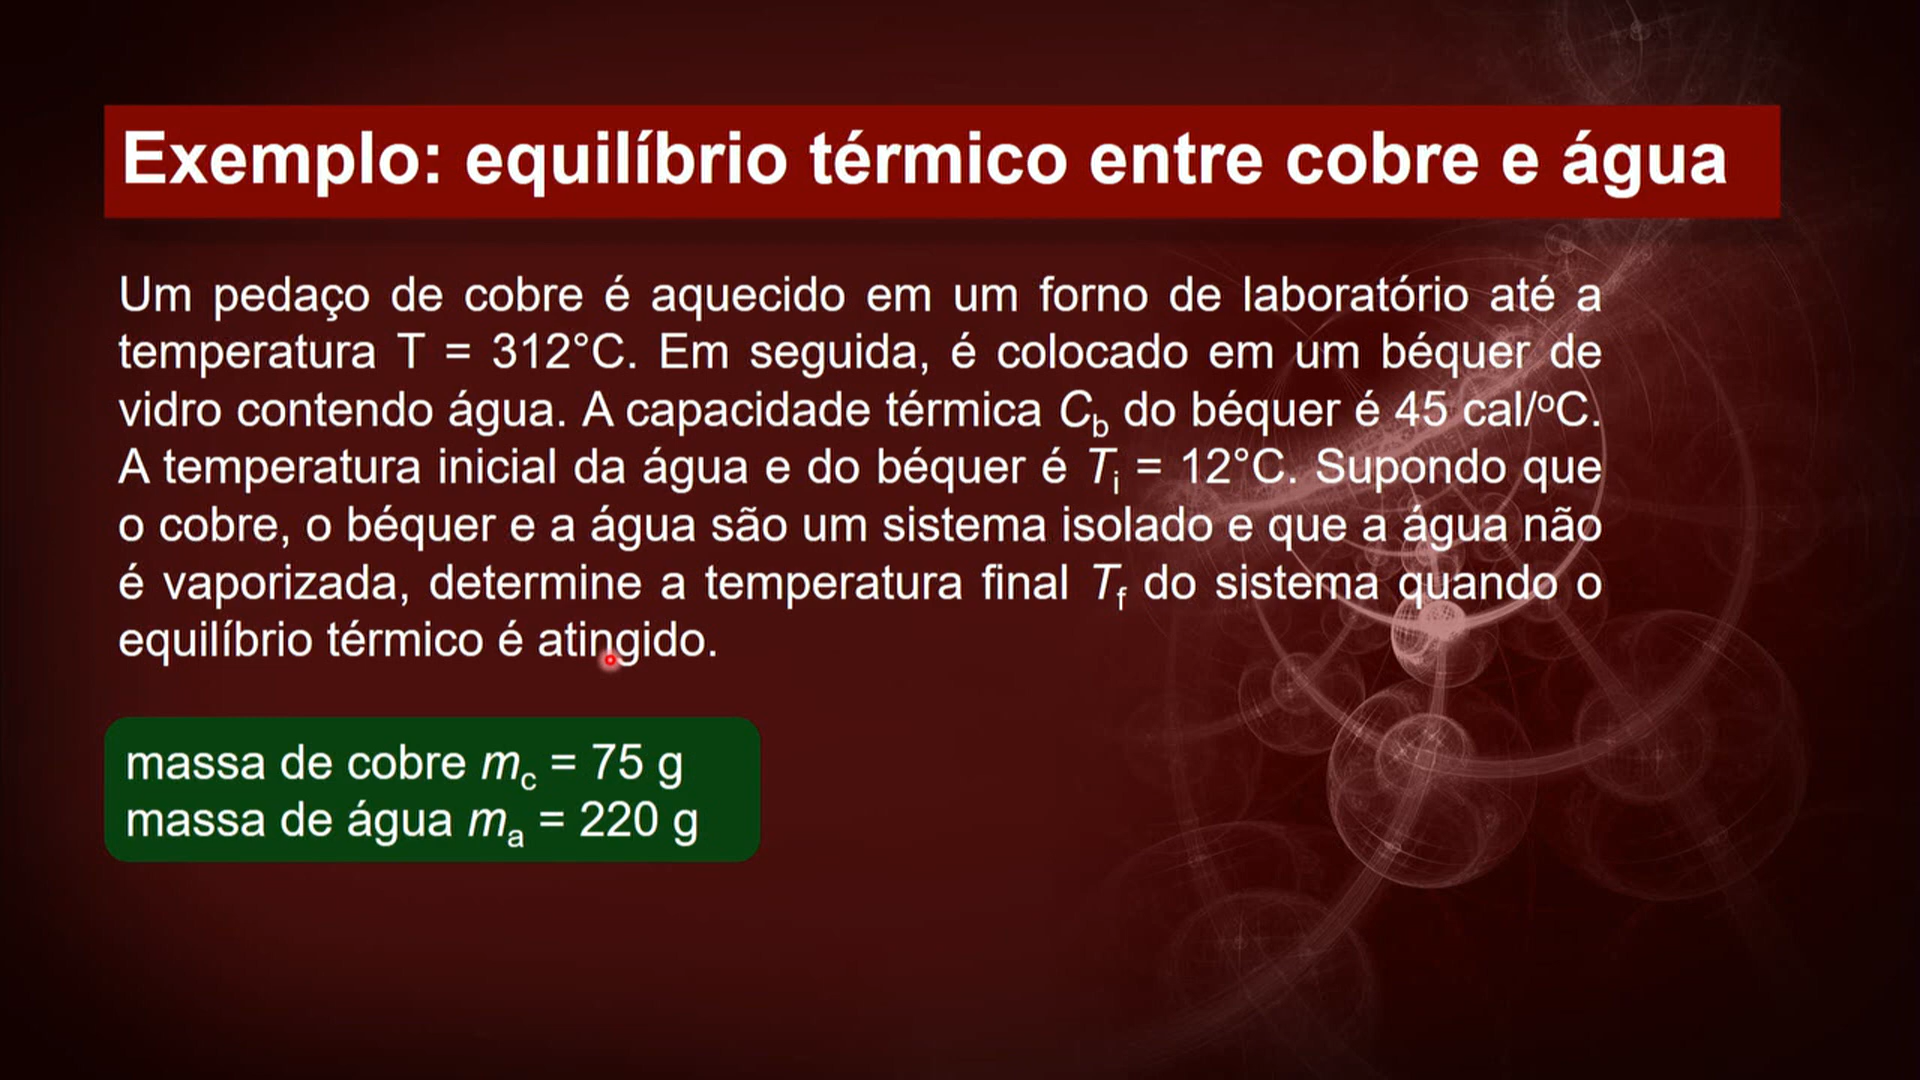 Exemplo: equilíbrio térmico entre cobre e água
Um pedaço de cobre é aquecido em um forno de laboratório até a
temperatura T = 312°C. Em seguida, é colocado em um béquer de
vidro contendo água. A capacidade térmica Cb do béquer é 45 cal/ºC.
A temperatura inicial da água e do béquer é Ti = 12°C. Supondo que
o cobre, o béquer e a água são um sistema isolado e que a água não
é vaporizada, determine a temperatura final Tf do sistema quando o
equilíbrio térmico é atingido.
massa de cobre mc = 75 g
massa de água ma = 220 g